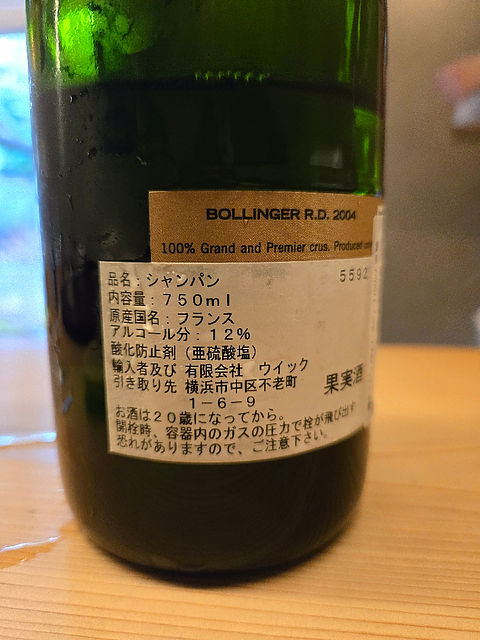 BOLLINGER R.D. 2004
100% Grand and Premier crus. Produced
5592
品名：シャンパン
内容量：７５０ｍｌ
原産国名：フランス
アルコール分：１２％
酸化防止剤（亜硫酸塩）
輸入者及び 有限会社 ウイック
引き取り先 横浜市中区不老町
１－６－９
果実酒
お酒は２０歳になってから。
開栓時、容器内のガスの圧力で栓が飛び出す
恐れがありますので、ご注意下さい。